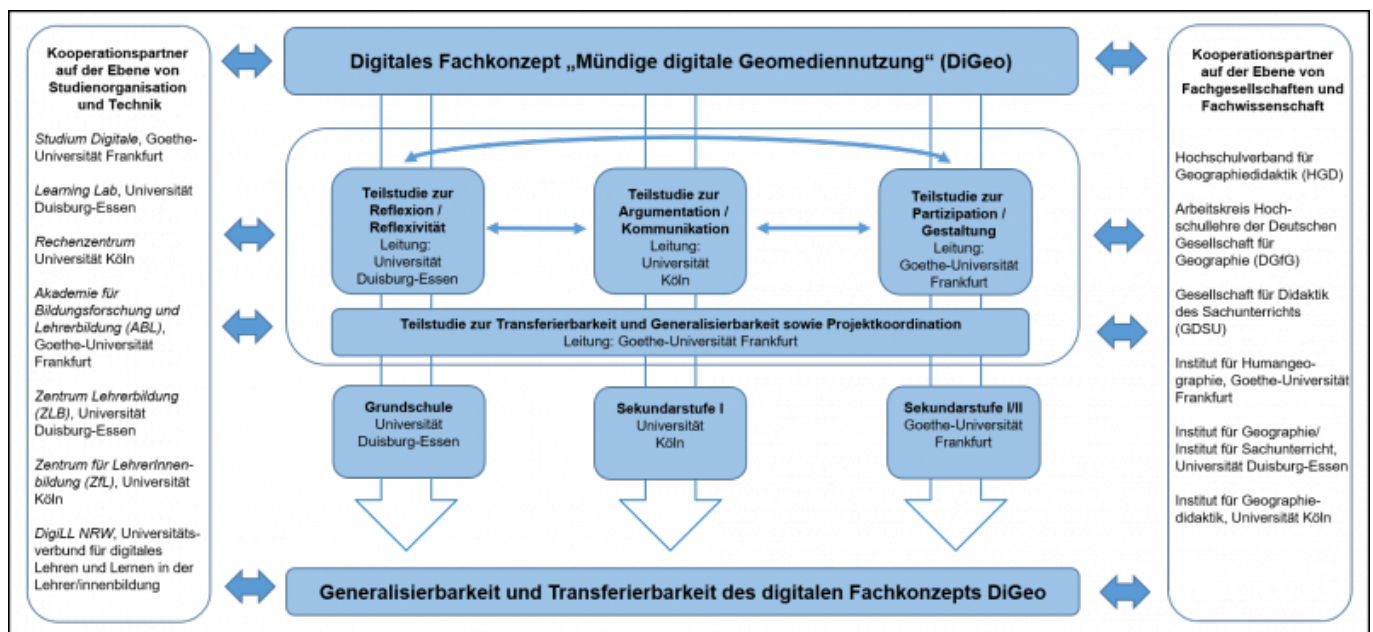 Kooperationspartner
auf der Ebene von
Studienorganisation
und Technik
Studium Digitale, Goethe-
Universität Frankfurt
Learning Lab, Universität
Duisburg-Essen
Rechenzentrum
Universität Köln
Akademie für
Bildungsforschung und
Lehrerbildung (ABL),
Goethe-Universität
Frankfurt
Zentrum Lehrerbildung
(ZLB), Universität
Duisburg-Essen
Zentrum für LehrerInnen-
bildung (ZfL), Universität
Köln
DigiLL NRW, Universitäts-
verbund für digitales
Lehren und Lernen in der
Lehrer/innenbildung
Digitales Fachkonzept „Mündige digitale Geomediennutzung“ (DiGeo)
Teilstudie zur
Reflexion /
Reflexivität
Leitung:
Universität
Duisburg-Essen
Teilstudie zur
Argumentation /
Kommunikation
Leitung:
Universität
Köln
Teilstudie zur
Partizipation /
Gestaltung
Leitung:
Goethe-Universität
Frankfurt
Teilstudie zur Transferierbarkeit und Generalisierbarkeit sowie Projektkoordination
Leitung: Goethe-Universität Frankfurt
Grundschule
Universität
Duisburg-Essen
Sekundarstufe I
Universität
Köln
Sekundarstufe I/II
Goethe-Universität
Frankfurt
Generalisierbarkeit und Transferierbarkeit des digitalen Fachkonzepts DiGeo
Kooperationspartner
auf der Ebene von
Fachgesellschaften und
Fachwissenschaft
Hochschulverband für
Geographiedidaktik (HGD)
Arbeitskreis Hoch-
schullehre der Deutschen
Gesellschaft für
Geographie (DGfG)
Gesellschaft für Didaktik
des Sachunterrichts
(GDSU)
Institut für Humangeo-
graphie, Goethe-Universität
Frankfurt
Institut für Geographie/
Institut für Sachunterricht,
Universität Duisburg-Essen
Institut für Geographie-
didaktik, Universität Köln